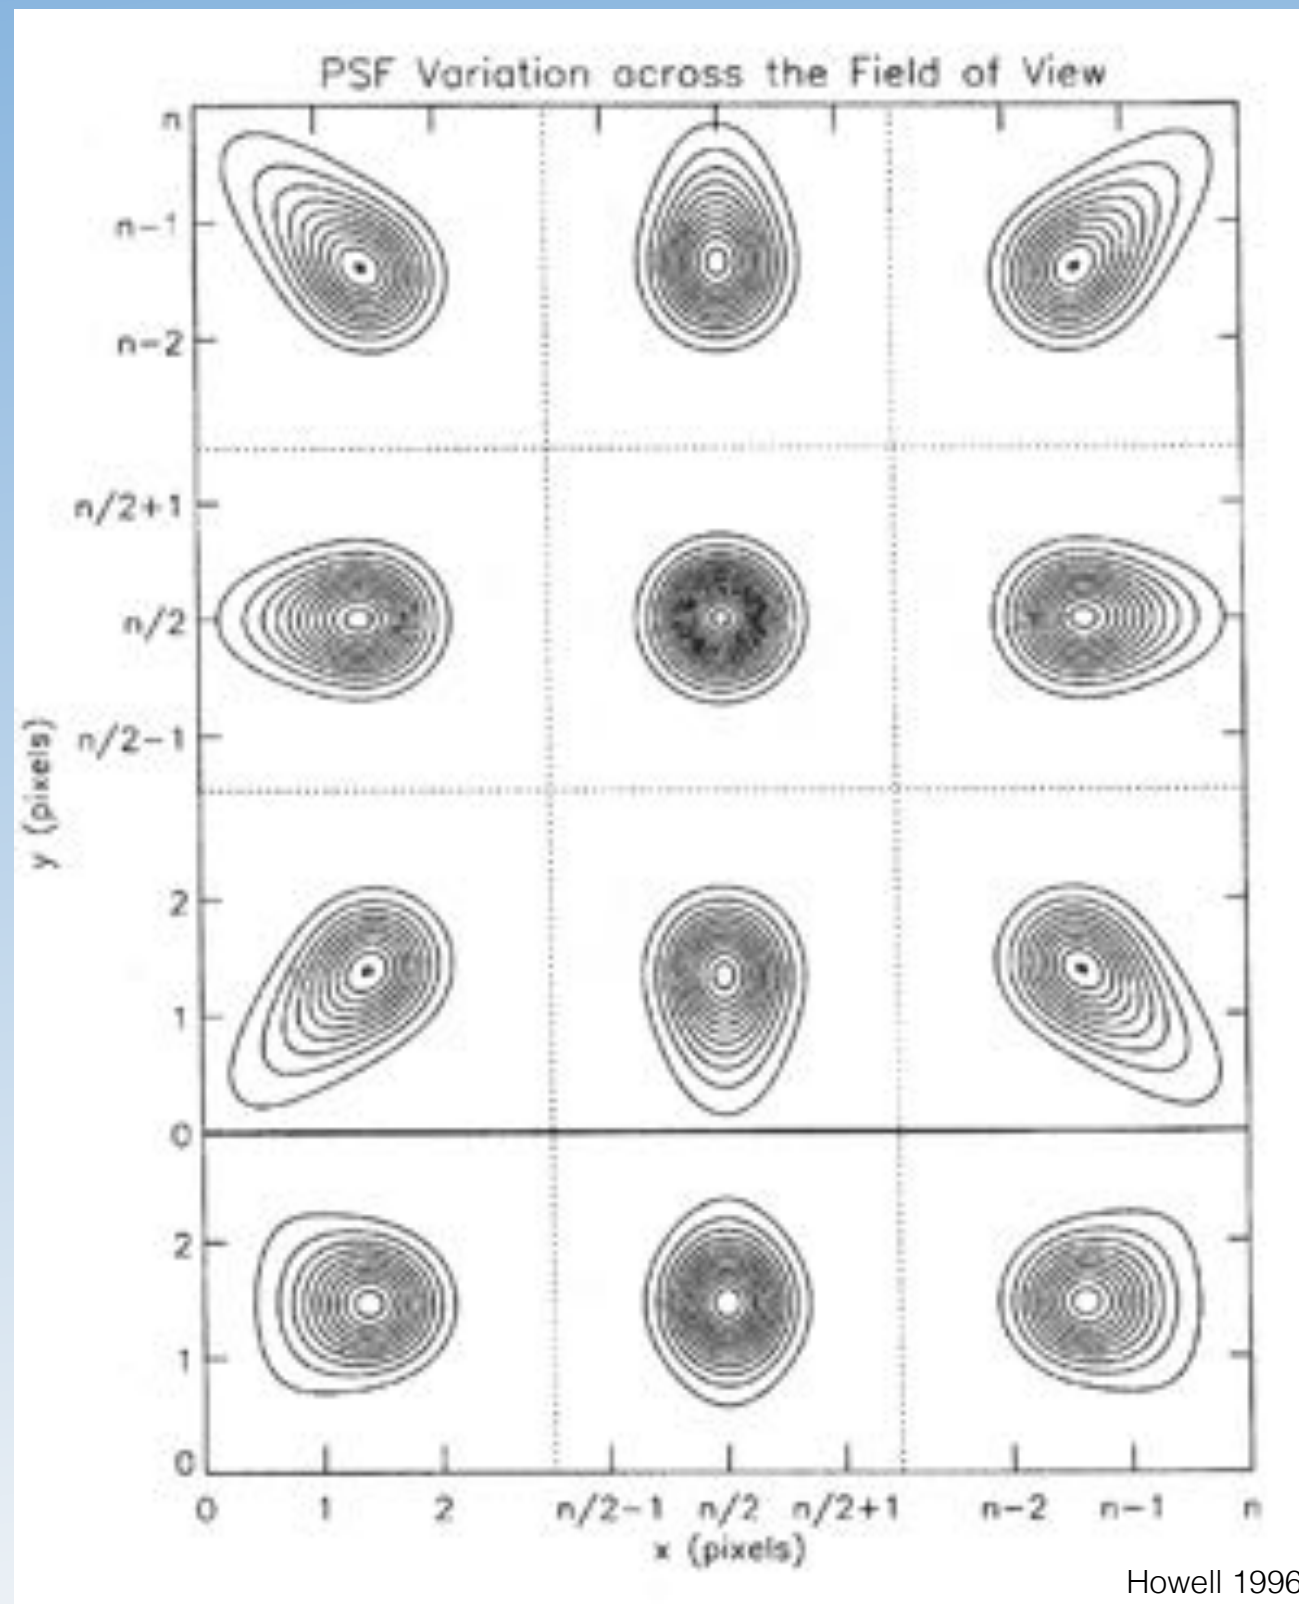 PSF Variation across the Field of View
n
n-1
n-2
n/2+1
n/2
n/2-1
y (pixels)
2
1
0
2
1
0
0 1 2 n/2-1 n/2 n/2+1 n-2 n-1 n
x (pixels)
Howell 1996